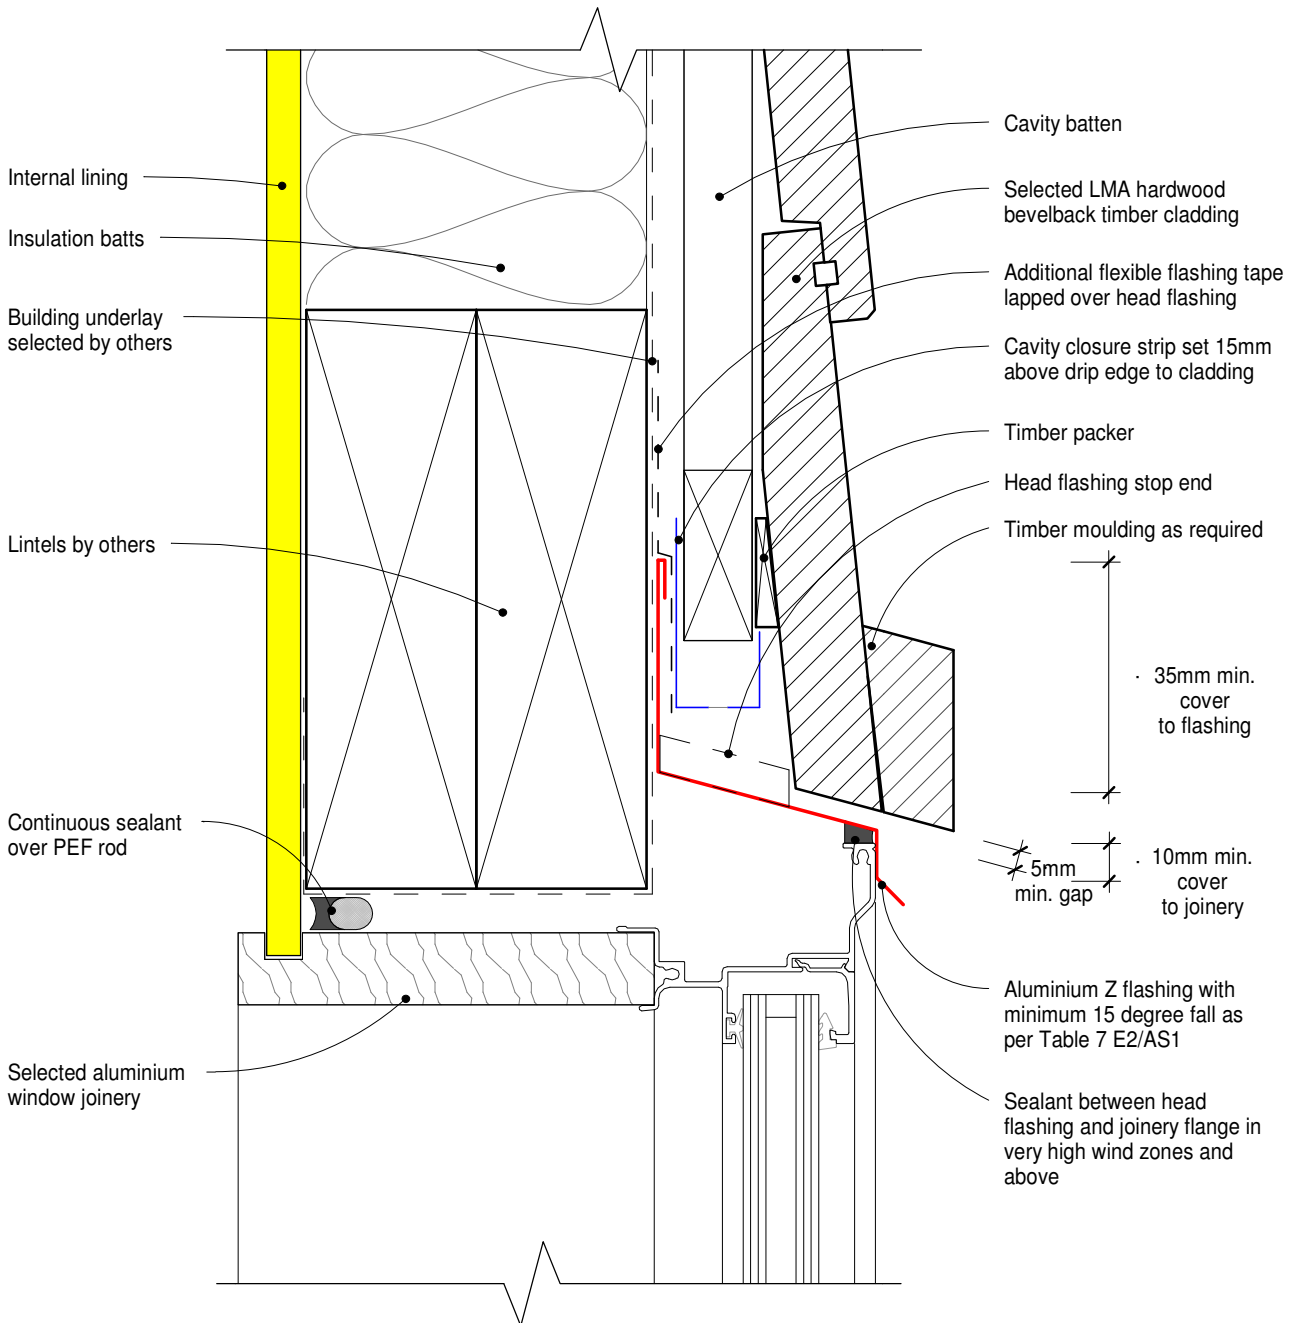 Internal lining
Insulation batts
Building underlay
selected by others
Lintels by others
Continuous sealant
over PEF rod
Selected aluminium
window joinery
Cavity batten
Selected LMA hardwood
bevelback timber cladding
Additional flexible flashing tape
lapped over head flashing
Cavity closure strip set 15mm
above drip edge to cladding
Timber packer
Head flashing stop end
Timber moulding as required
35mm min.
cover
to flashing
5mm
min. gap
10mm min.
cover
to joinery
Aluminium Z flashing with
minimum 15 degree fall as
per Table 7 E2/AS1
Sealant between head
flashing and joinery flange in
very high wind zones and
above